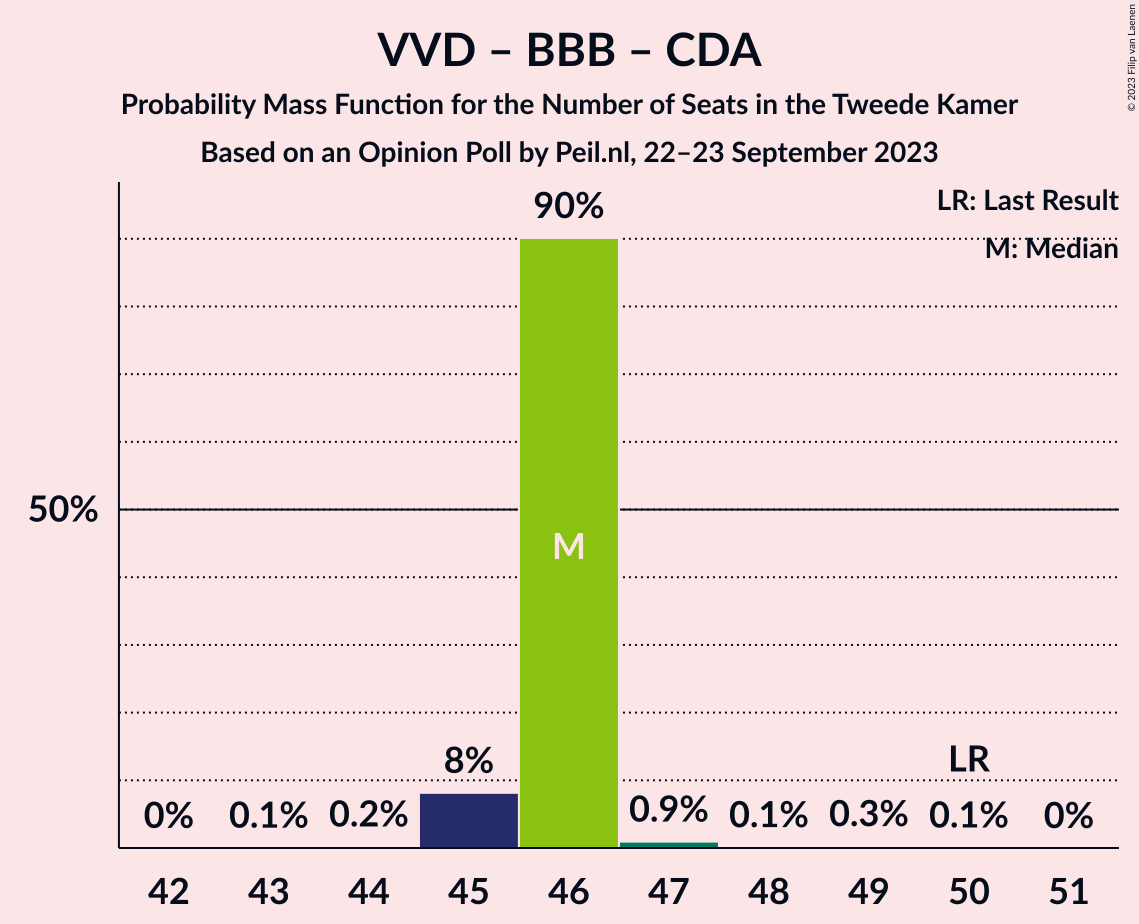 VVD – BBB – CDA
Probability Mass Function for the Number of Seats in the Tweede Kamer
Based on an Opinion Poll by Peil.nl, 22–23 September 2023
© 2023 Filip van Laenen
LR: Last Result
M: Median
90%
50%
M
8%
LR
0% 0.1% 0.2% 0.9% 0.1% 0.3% 0.1% 0%
42 43 44 45 46 47 48 49 50 51